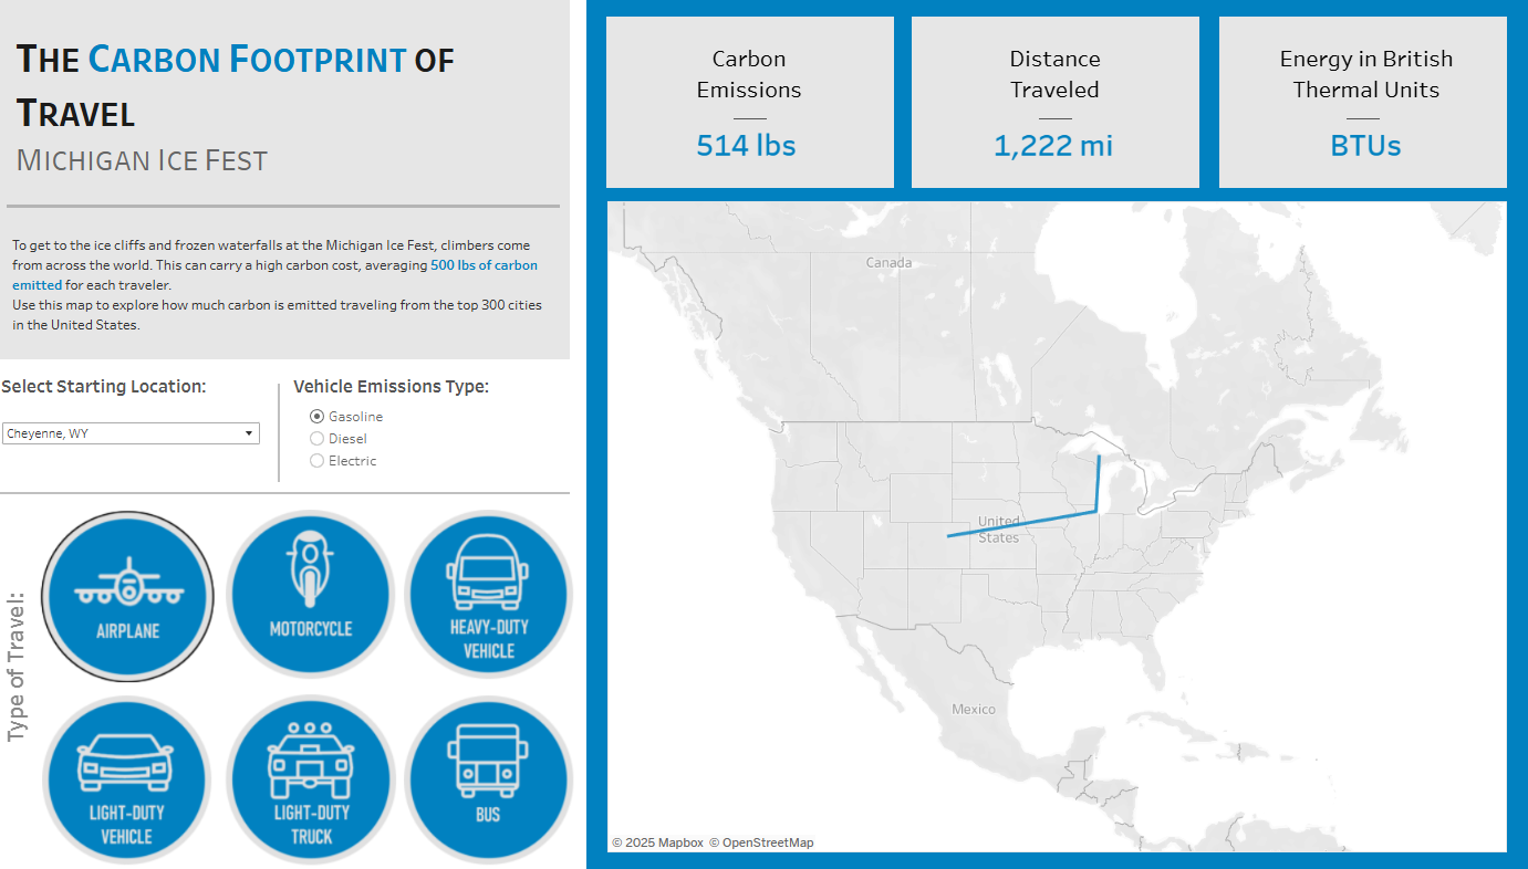 THE CARBON FOOTPRINT OF
TRAVEL
MICHIGAN ICE FEST
To get to the ice cliffs and frozen waterfalls at the Michigan Ice Fest, climbers come
from across the world. This can carry a high carbon cost, averaging 500 lbs of carbon
emitted for each traveler.
Use this map to explore how much carbon is emitted traveling from the top 300 cities
in the United States.
Select Starting Location:
Cheyenne, WY
Vehicle Emissions Type:
Gasoline
Diesel
Electric
Type of Travel:
AIRPLANE
MOTORCYCLE
HEAVY-DUTY
VEHICLE
LIGHT-DUTY
VEHICLE
LIGHT-DUTY
TRUCK
BUS
Carbon
Emissions
514 lbs
Distance
Traveled
1,222 mi
Energy in British
Thermal Units
BTUs
Canada
United
States
Mexico
© 2025 Mapbox © OpenStreetMap